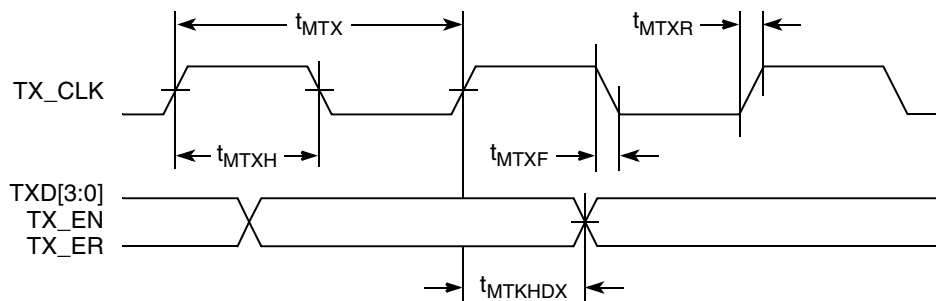 tMTX
tMTXR
TX_CLK
tMTXH
tMTXF
TXD[3:0]
TX_EN
TX_ER
tMTKHDX